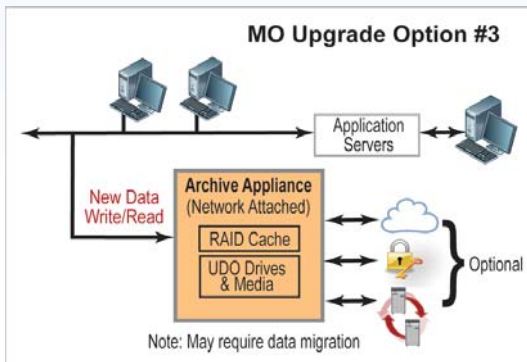 MO Upgrade Option #3
Application
Servers
New Data
Write/Read
Archive Appliance
(Network Attached)
RAID Cache
UDO Drives
& Media
Optional
Note: May require data migration